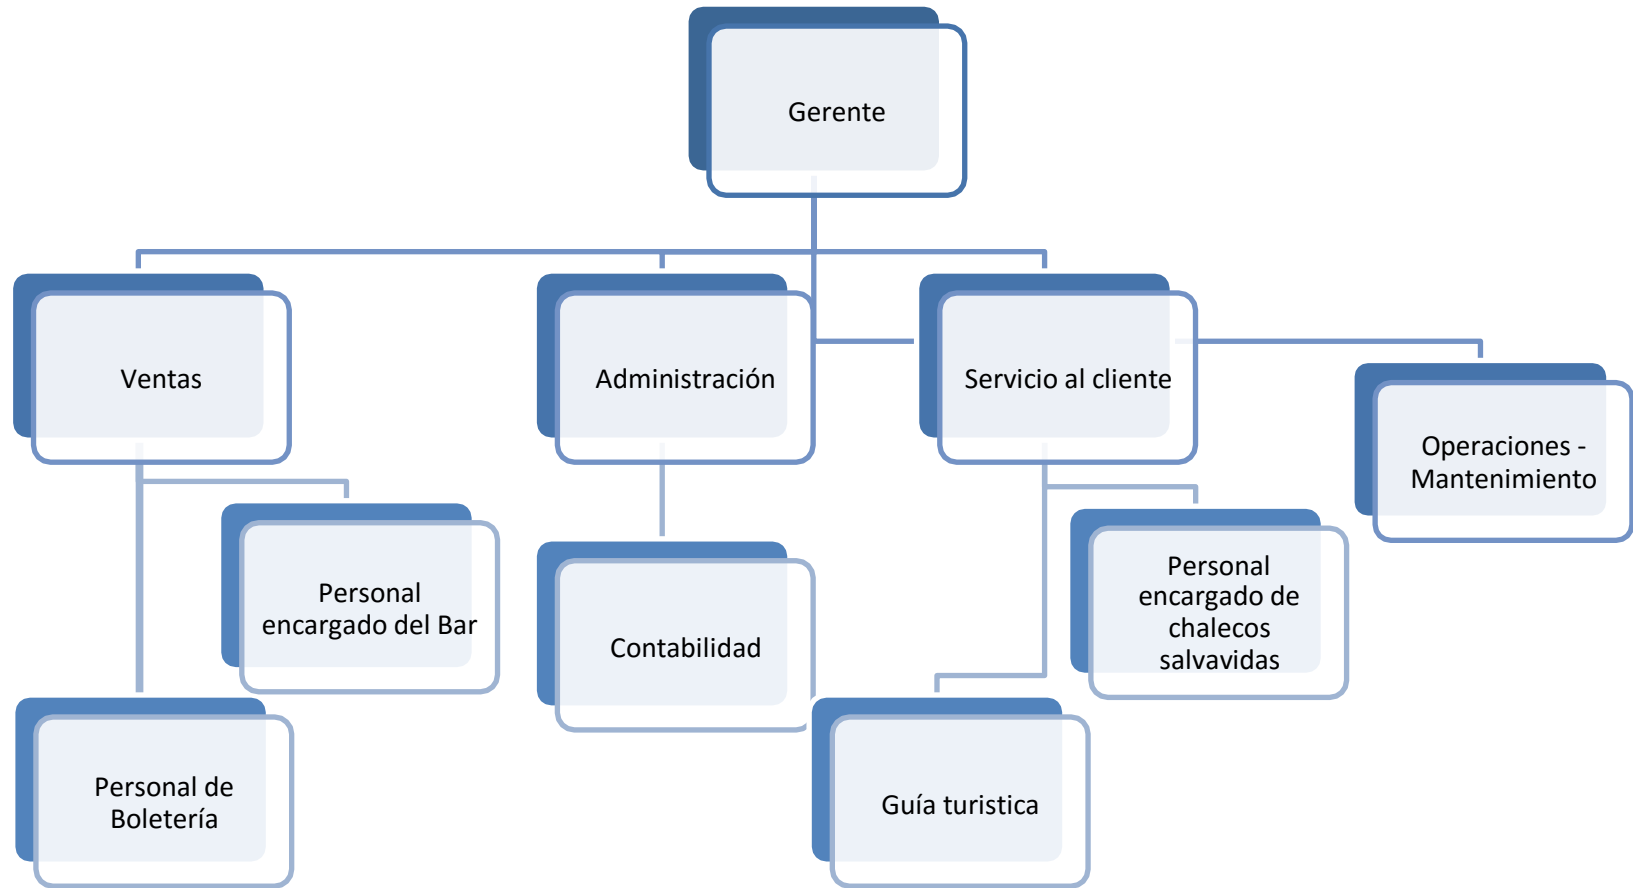 Gerente
Ventas
Administración
Servicio al cliente
Operaciones -
Mantenimiento
Personal
encargado del Bar
Contabilidad
Personal
encargado de
chalecos
salvavidas
Personal de
Boletería
Guía turistica